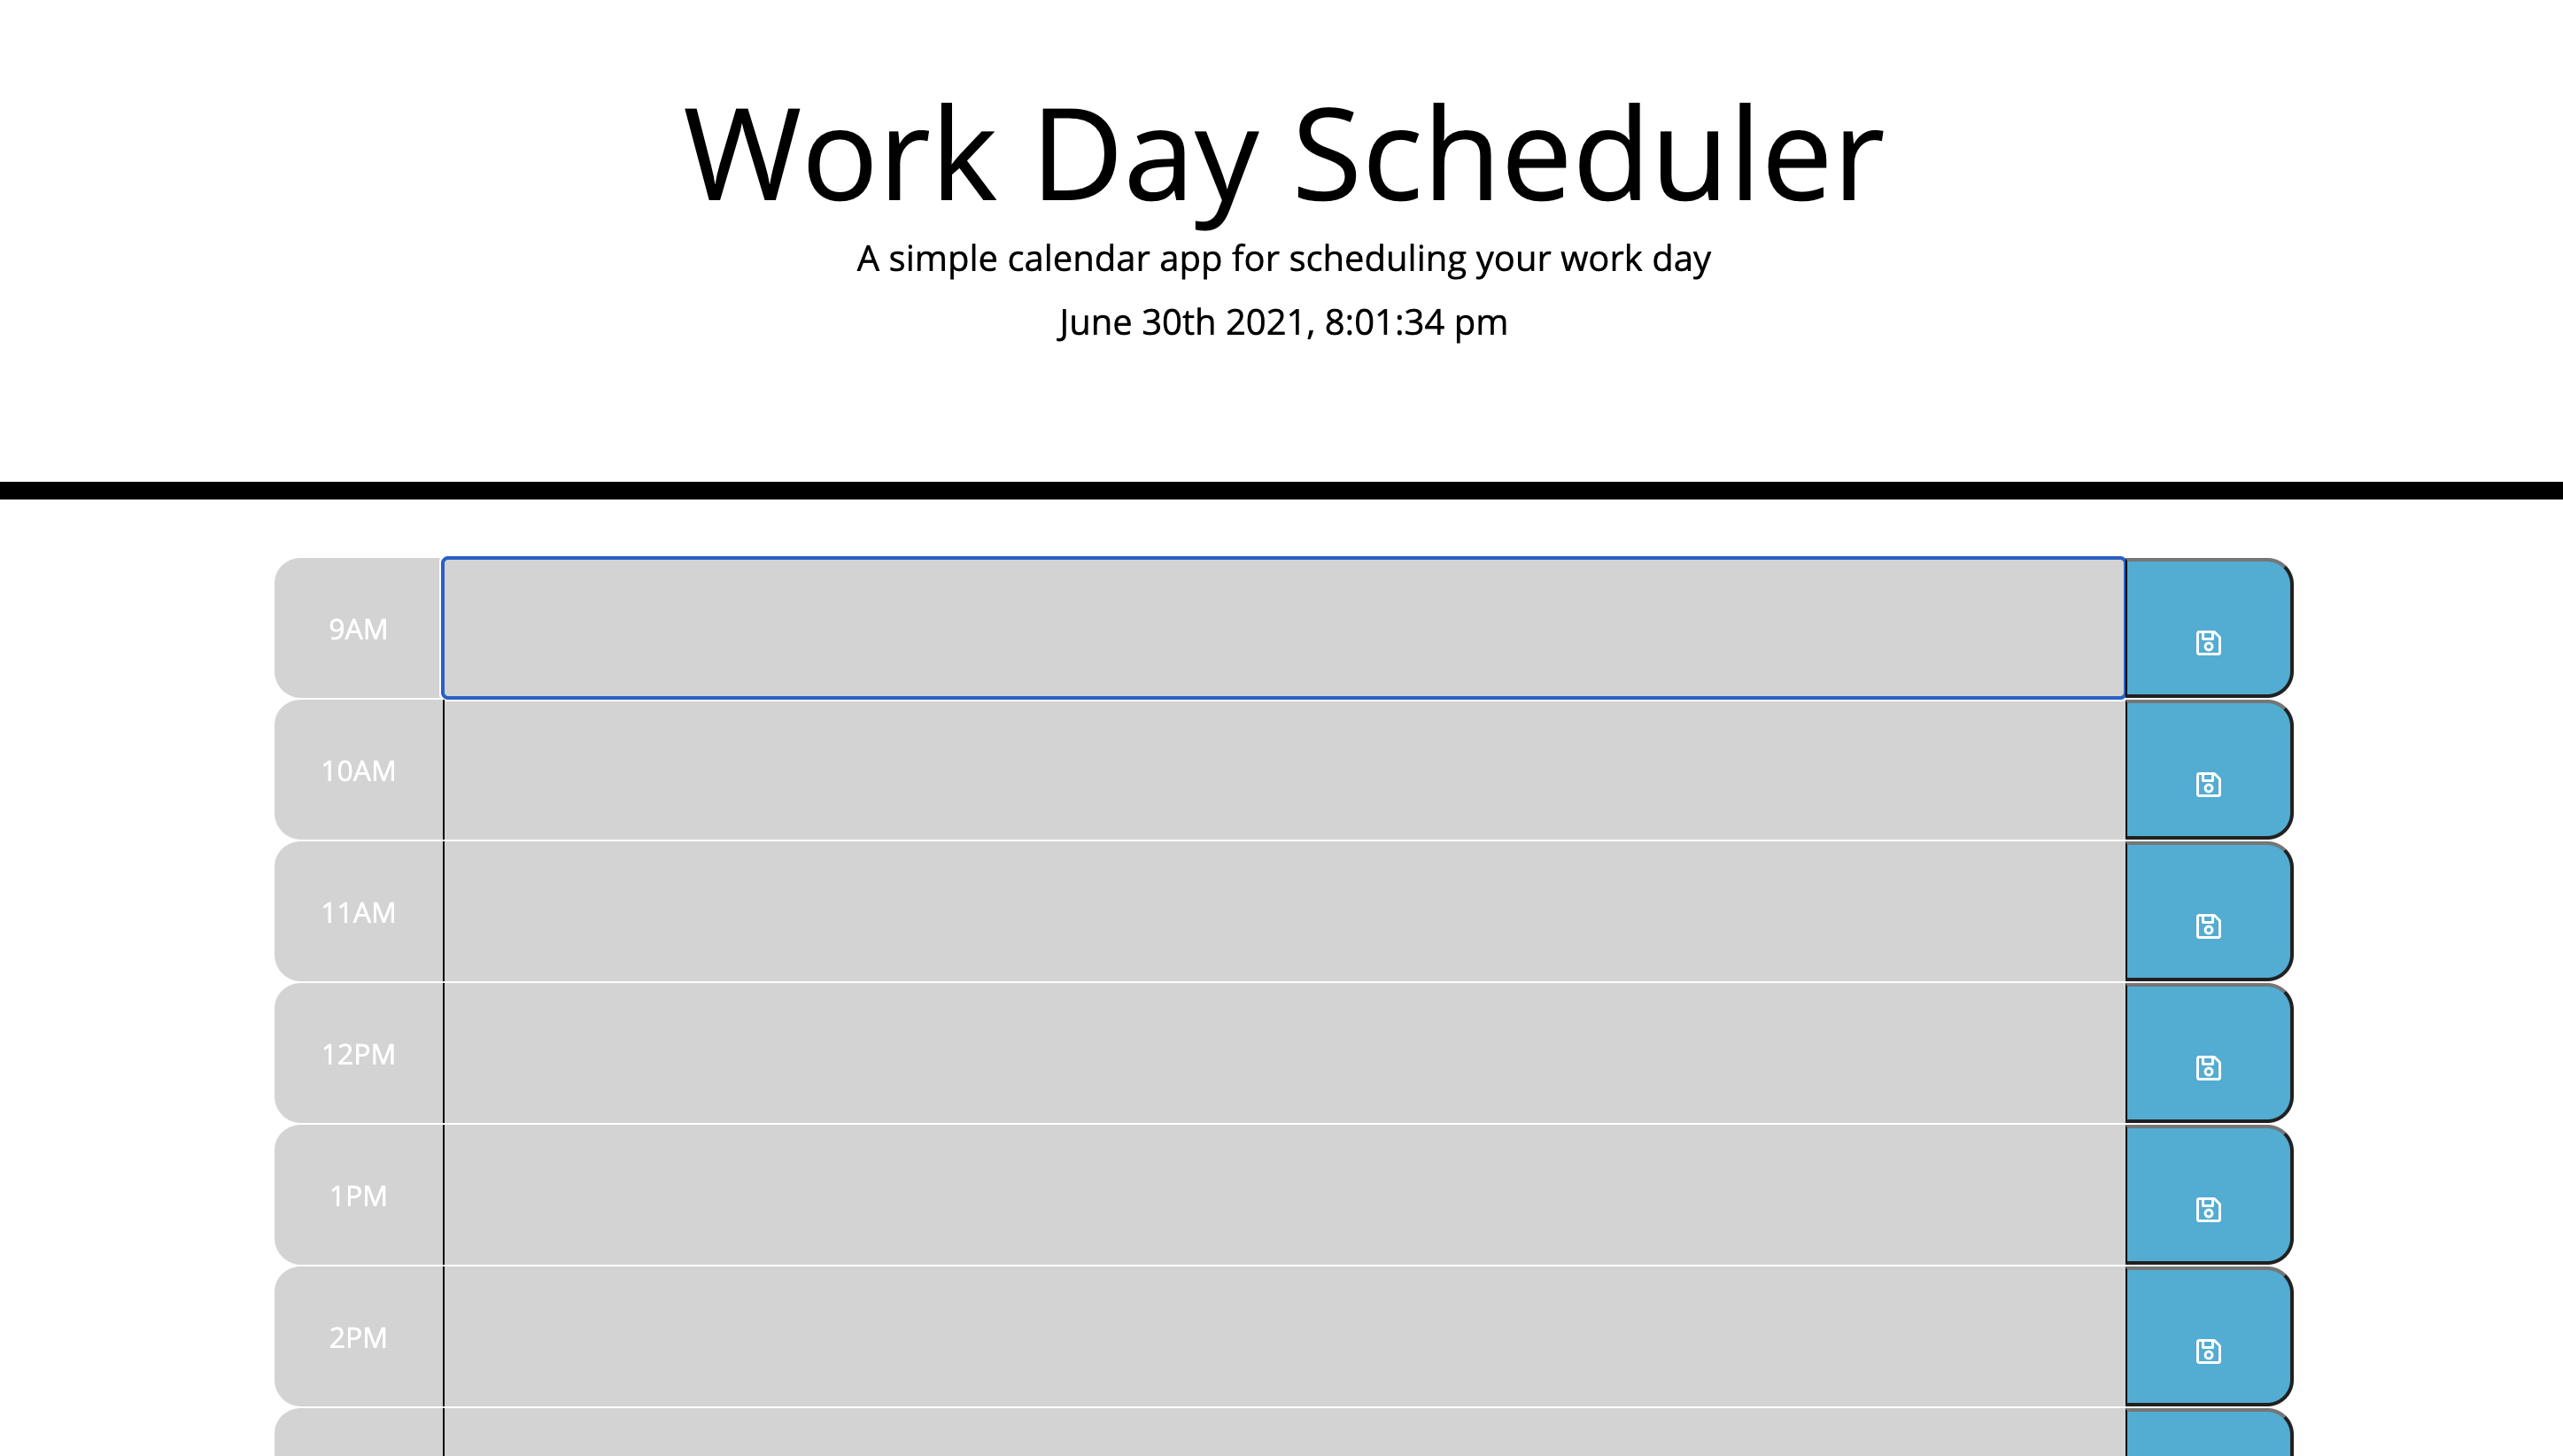 Work Day Scheduler
A simple calendar app for scheduling your work day
June 30th 2021, 8:01:34 pm
9AM
10AM
11AM
12PM
1PM
2PM